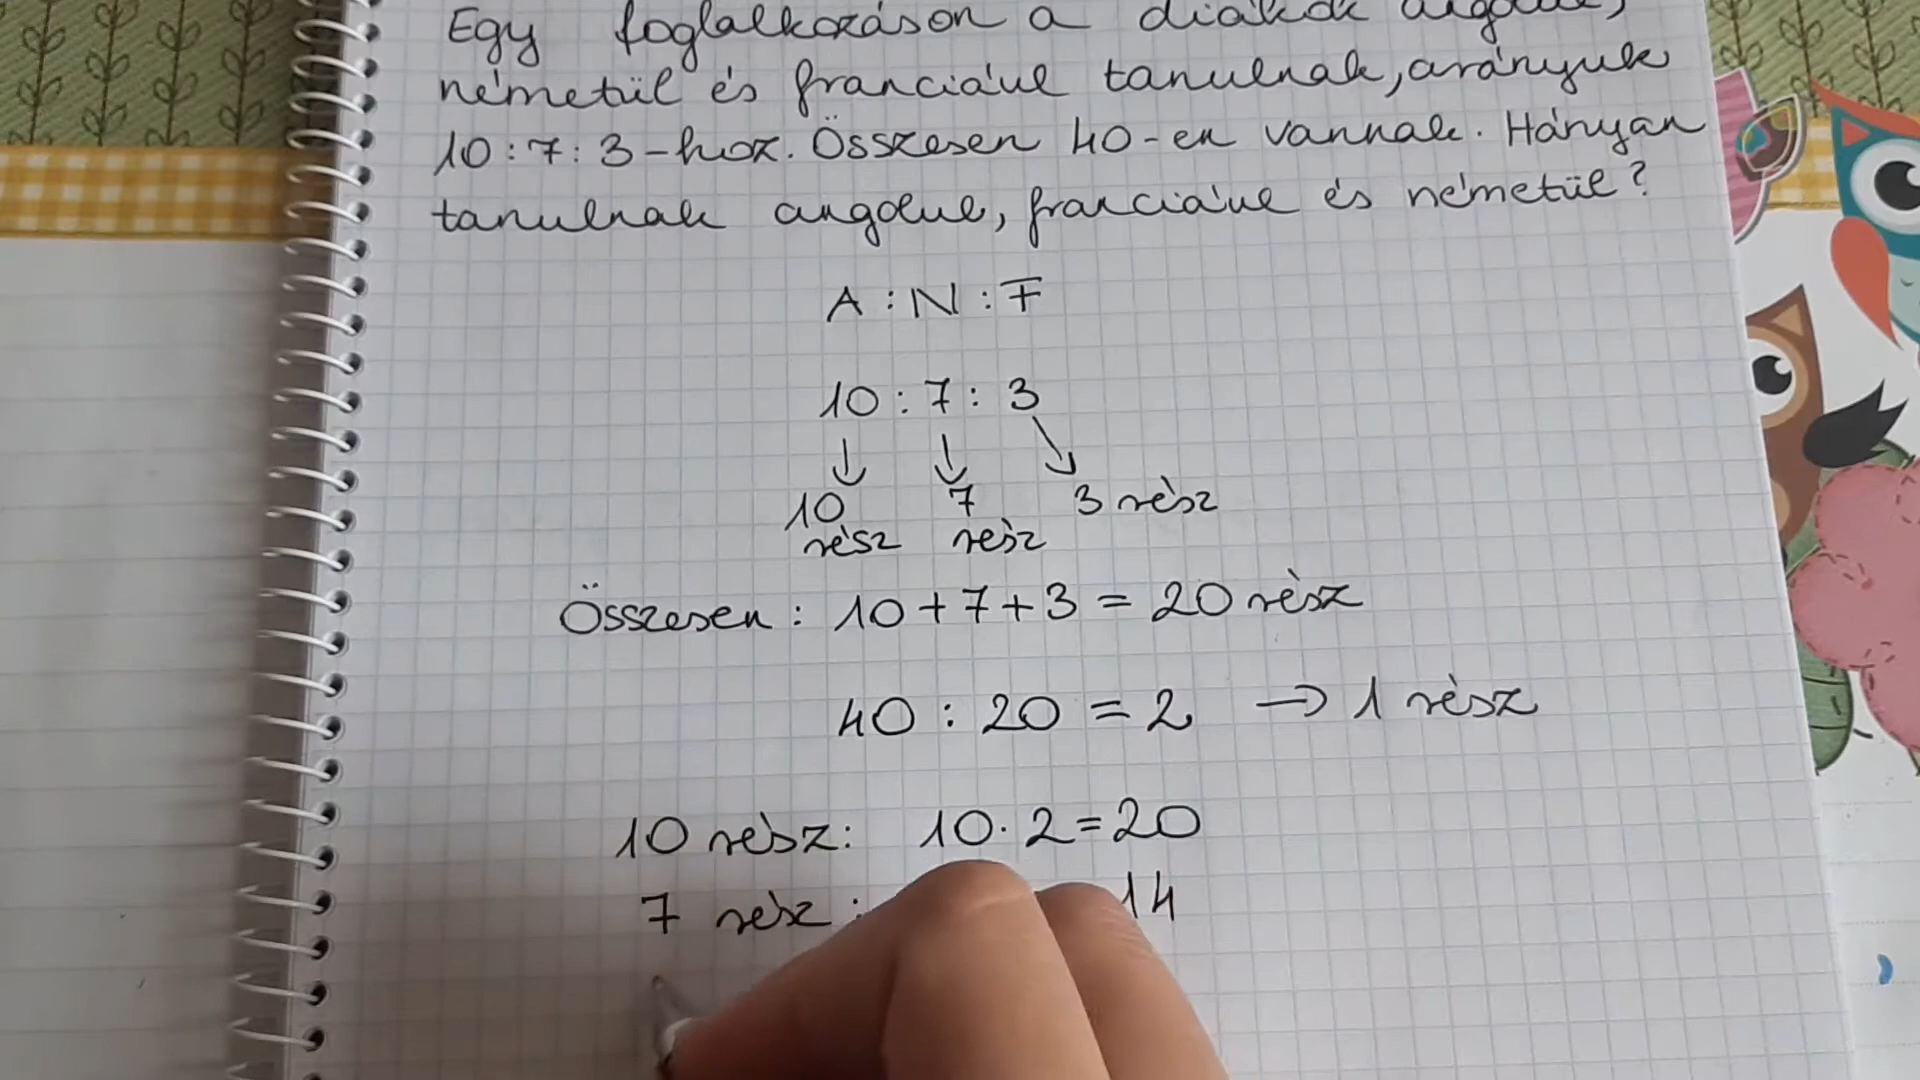 Egy foglalkozáson a diákok angolul,
németül és franciául tanulnak, arányuk
10:7:3-hoz. Összesen 40-en vannak. Hányan
tanulnak angolul, franciául és németül?
A : N : F
10 : 7 : 3
10 7 3 rész
rész rész
Összesen : 10 + 7 + 3 = 20 rész
40 : 20 = 2 → 1 rész
10 rész: 10 · 2 = 20
7 rész : 14